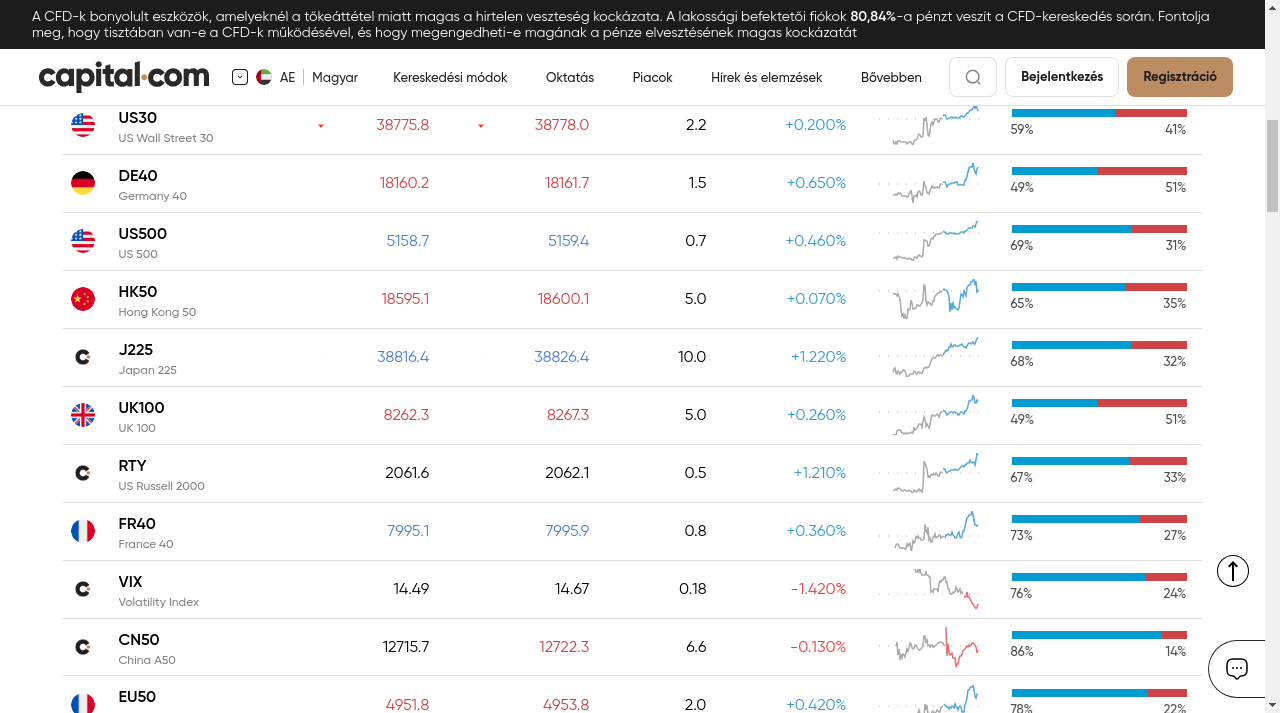 A CFD-k bonyolult eszközök, amelyeknél a tőkeáttétel miatt magas a hirtelen veszteség kockázata. A lakossági befektetői fiókok 80,84%-a pénzt veszít a CFD-kereskedés során. Fontolja
meg, hogy tisztában van-e a CFD-k működésével, és hogy megengedheti-e magának a pénze elvesztésének magas kockázatát
capital.com AE Magyar Kereskedési módok Oktatás Piacok Hírek és elemzések Bővebben Bejelentkezés Regisztráció
US30 38775.8 38778.0 2.2 +0.200%
US Wall Street 30 59% 41%
DE40 18160.2 18161.7 1.5 +0.650%
Germany 40 49% 51%
US500 5158.7 5159.4 0.7 +0.460%
US 500 69% 31%
HK50 18595.1 18600.1 5.0 +0.070%
Hong Kong 50 65% 35%
J225 38816.4 38826.4 10.0 +1.220%
Japan 225 68% 32%
UK100 8262.3 8267.3 5.0 +0.260%
UK 100 49% 51%
RTY 2061.6 2062.1 0.5 +1.210%
US Russell 2000 67% 33%
FR40 7995.1 7995.9 0.8 +0.360%
France 40 73% 27%
VIX 14.49 14.67 0.18 -1.420%
Volatility Index 76% 24%
CN50 12715.7 12722.3 6.6 -0.130%
China A50 86% 14%
EU50 4951.8 4953.8 2.0 +0.420%
78% 22%